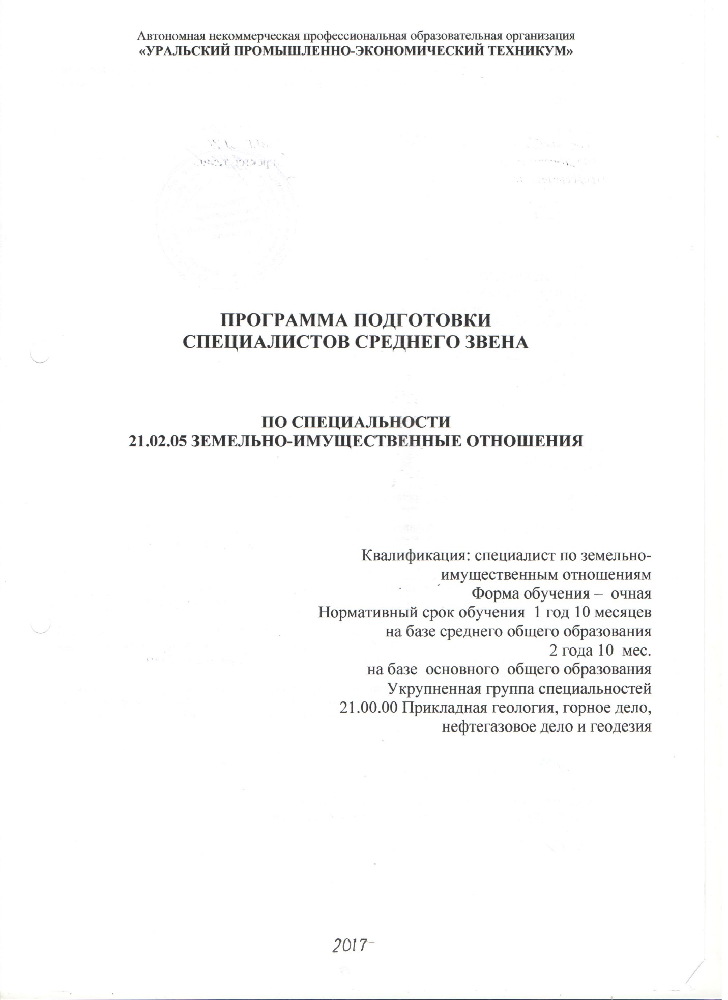 Автономная некоммерческая профессиональная образовательная организация
«УРАЛЬСКИЙ ПРОМЫШЛЕННО-ЭКОНОМИЧЕСКИЙ ТЕХНИКУМ»
ПРОГРАММА ПОДГОТОВКИ
СПЕЦИАЛИСТОВ СРЕДНЕГО ЗВЕНА
ПО СПЕЦИАЛЬНОСТИ
21.02.05 ЗЕМЕЛЬНО-ИМУЩЕСТВЕННЫЕ ОТНОШЕНИЯ
Квалификация: специалист по земельно-
имущественным отношениям
Форма обучения – очная
Нормативный срок обучения 1 год 10 месяцев
на базе среднего общего образования
2 года 10 мес.
на базе основного общего образования
Укрупненная группа специальностей
21.00.00 Прикладная геология, горное дело,
нефтегазовое дело и геодезия
2017